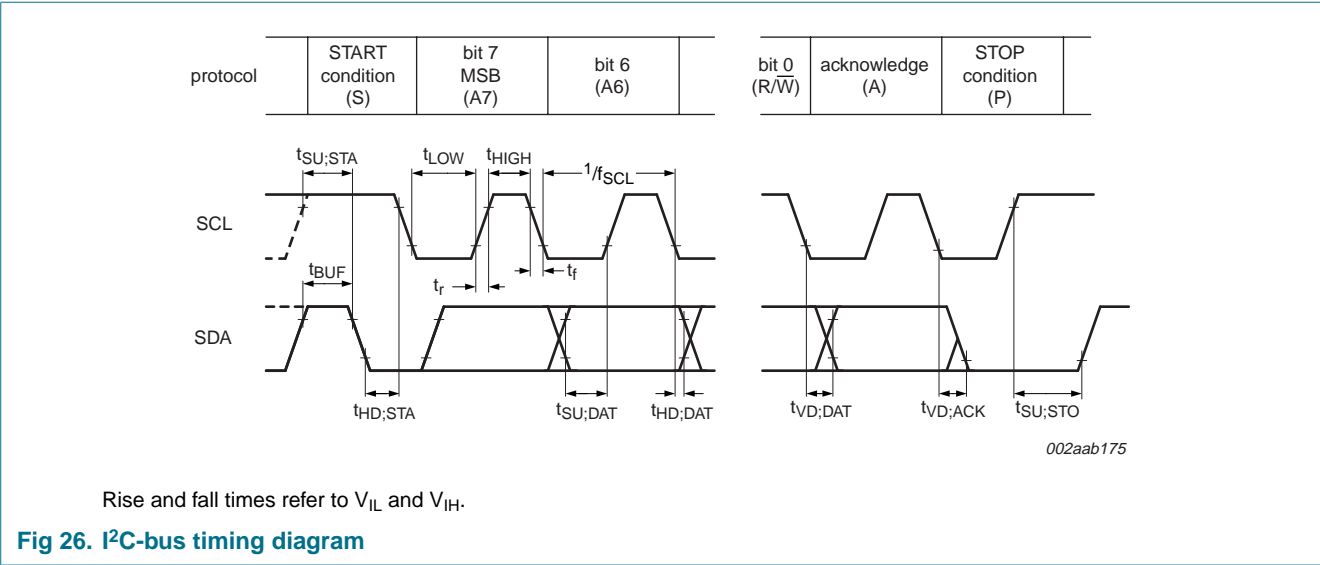 protocol
START
condition
(S)
bit 7
MSB
(A7)
bit 6
(A6)
bit 0
(R/W̅)
acknowledge
(A)
STOP
condition
(P)
tSU;STA
tLOW
tHIGH
1/fSCL
SCL
tBUF
tr
tf
SDA
tHD;STA
tSU;DAT
tHD;DAT
tVD;DAT
tVD;ACK
tSU;STO
002aab175
Rise and fall times refer to VIL and VIH.
Fig 26. I²C-bus timing diagram